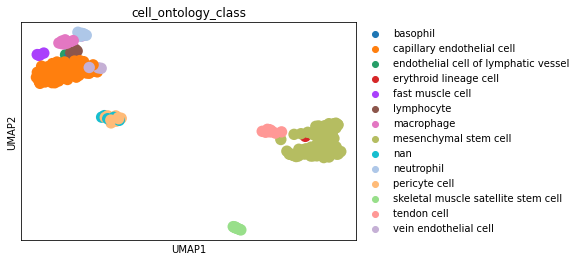 cell_ontology_class
UMAP2
UMAP1
basophil
capillary endothelial cell
endothelial cell of lymphatic vessel
erythroid lineage cell
fast muscle cell
lymphocyte
macrophage
mesenchymal stem cell
nan
neutrophil
pericyte cell
skeletal muscle satellite stem cell
tendon cell
vein endothelial cell